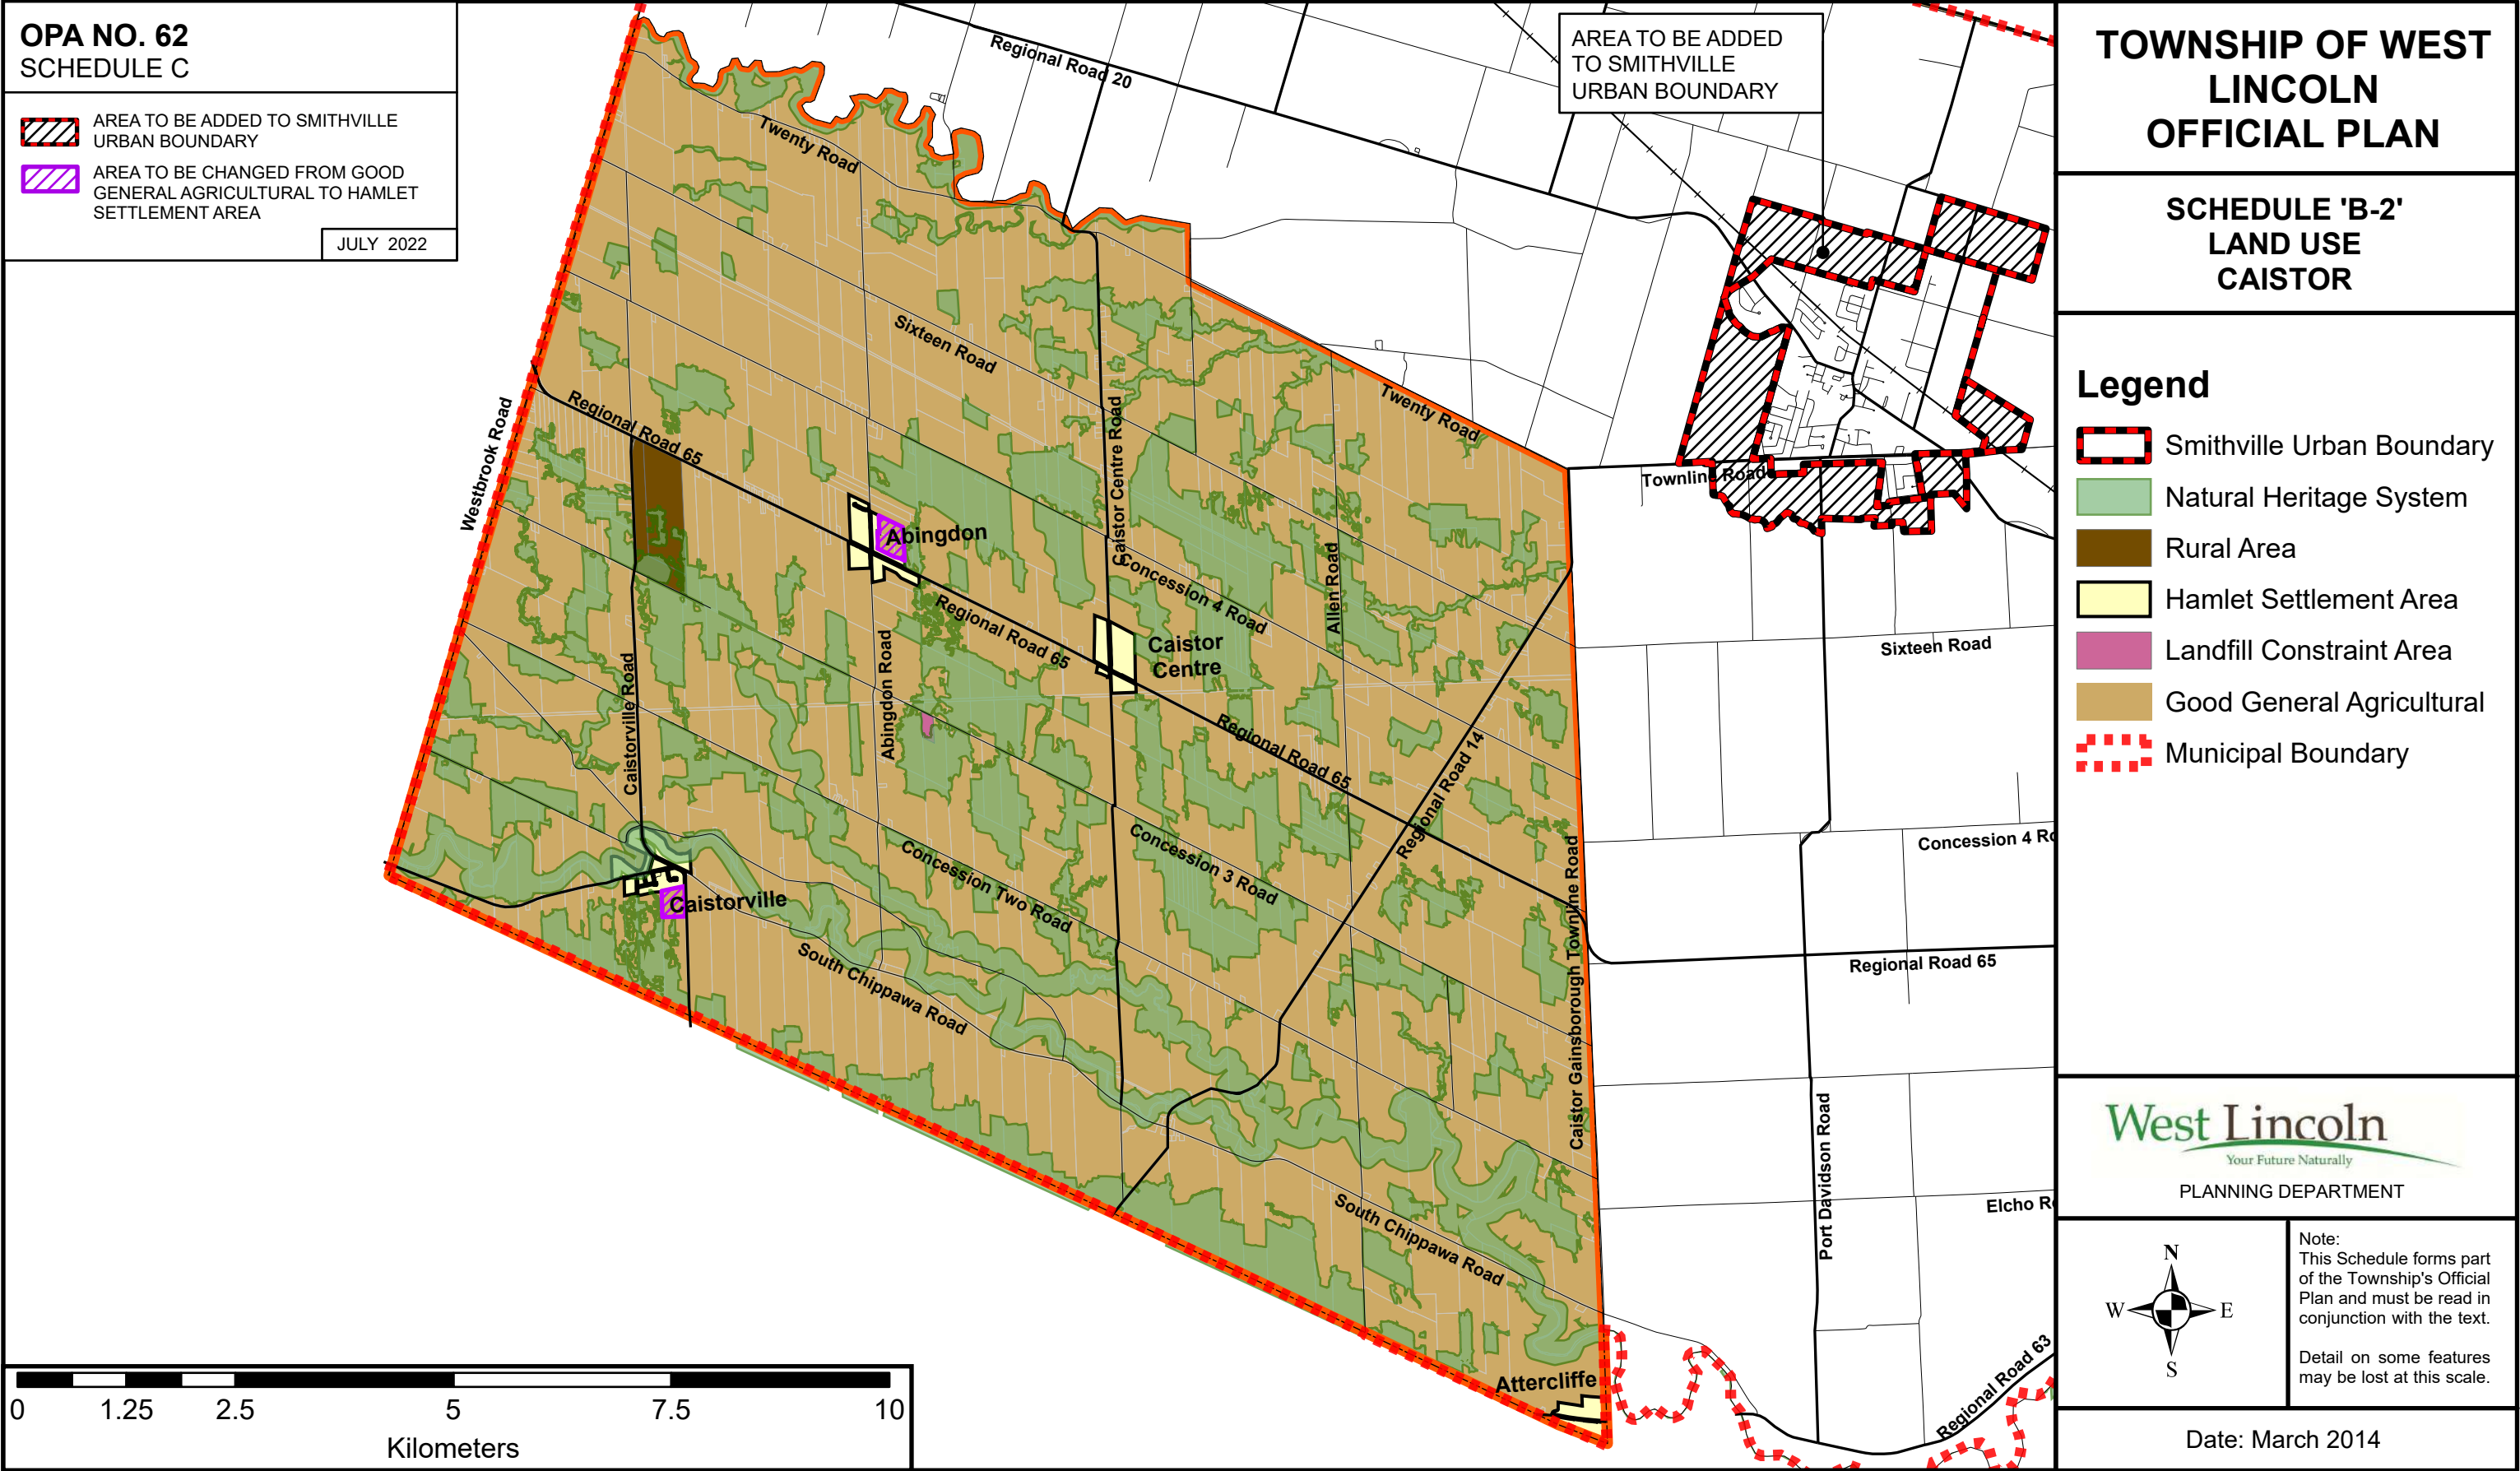 OPA NO. 62
SCHEDULE C
AREA TO BE ADDED TO SMITHVILLE
URBAN BOUNDARY
AREA TO BE CHANGED FROM GOOD
GENERAL AGRICULTURAL TO HAMLET
SETTLEMENT AREA
JULY 2022
AREA TO BE ADDED
TO SMITHVILLE
URBAN BOUNDARY
Regional Road 20
Twenty Road
Sixteen Road
Twenty Road
Regional Road 65
Westbrook Road
Caistor Centre Road
Townline Road
Abingdon
Concession 4 Road
Allen Road
Regional Road 65
Caistor
Centre
Sixteen Road
Caistorville Road
Abingdon Road
Regional Road 65
Regional Road 14
Concession 4 Ro
Concession 3 Road
Concession Two Road
Caistorville
Caistor Gainsborough Townline Road
South Chippawa Road
Regional Road 65
Port Davidson Road
Elcho R
South Chippawa Road
Attercliffe
Regional Road 63
0 1.25 2.5 5 7.5 10
Kilometers
TOWNSHIP OF WEST
LINCOLN
OFFICIAL PLAN
SCHEDULE 'B-2'
LAND USE
CAISTOR
Legend
Smithville Urban Boundary
Natural Heritage System
Rural Area
Hamlet Settlement Area
Landfill Constraint Area
Good General Agricultural
Municipal Boundary
West Lincoln
Your Future Naturally
PLANNING DEPARTMENT
N
W E
S
Note:
This Schedule forms part
of the Township's Official
Plan and must be read in
conjunction with the text.
Detail on some features
may be lost at this scale.
Date: March 2014